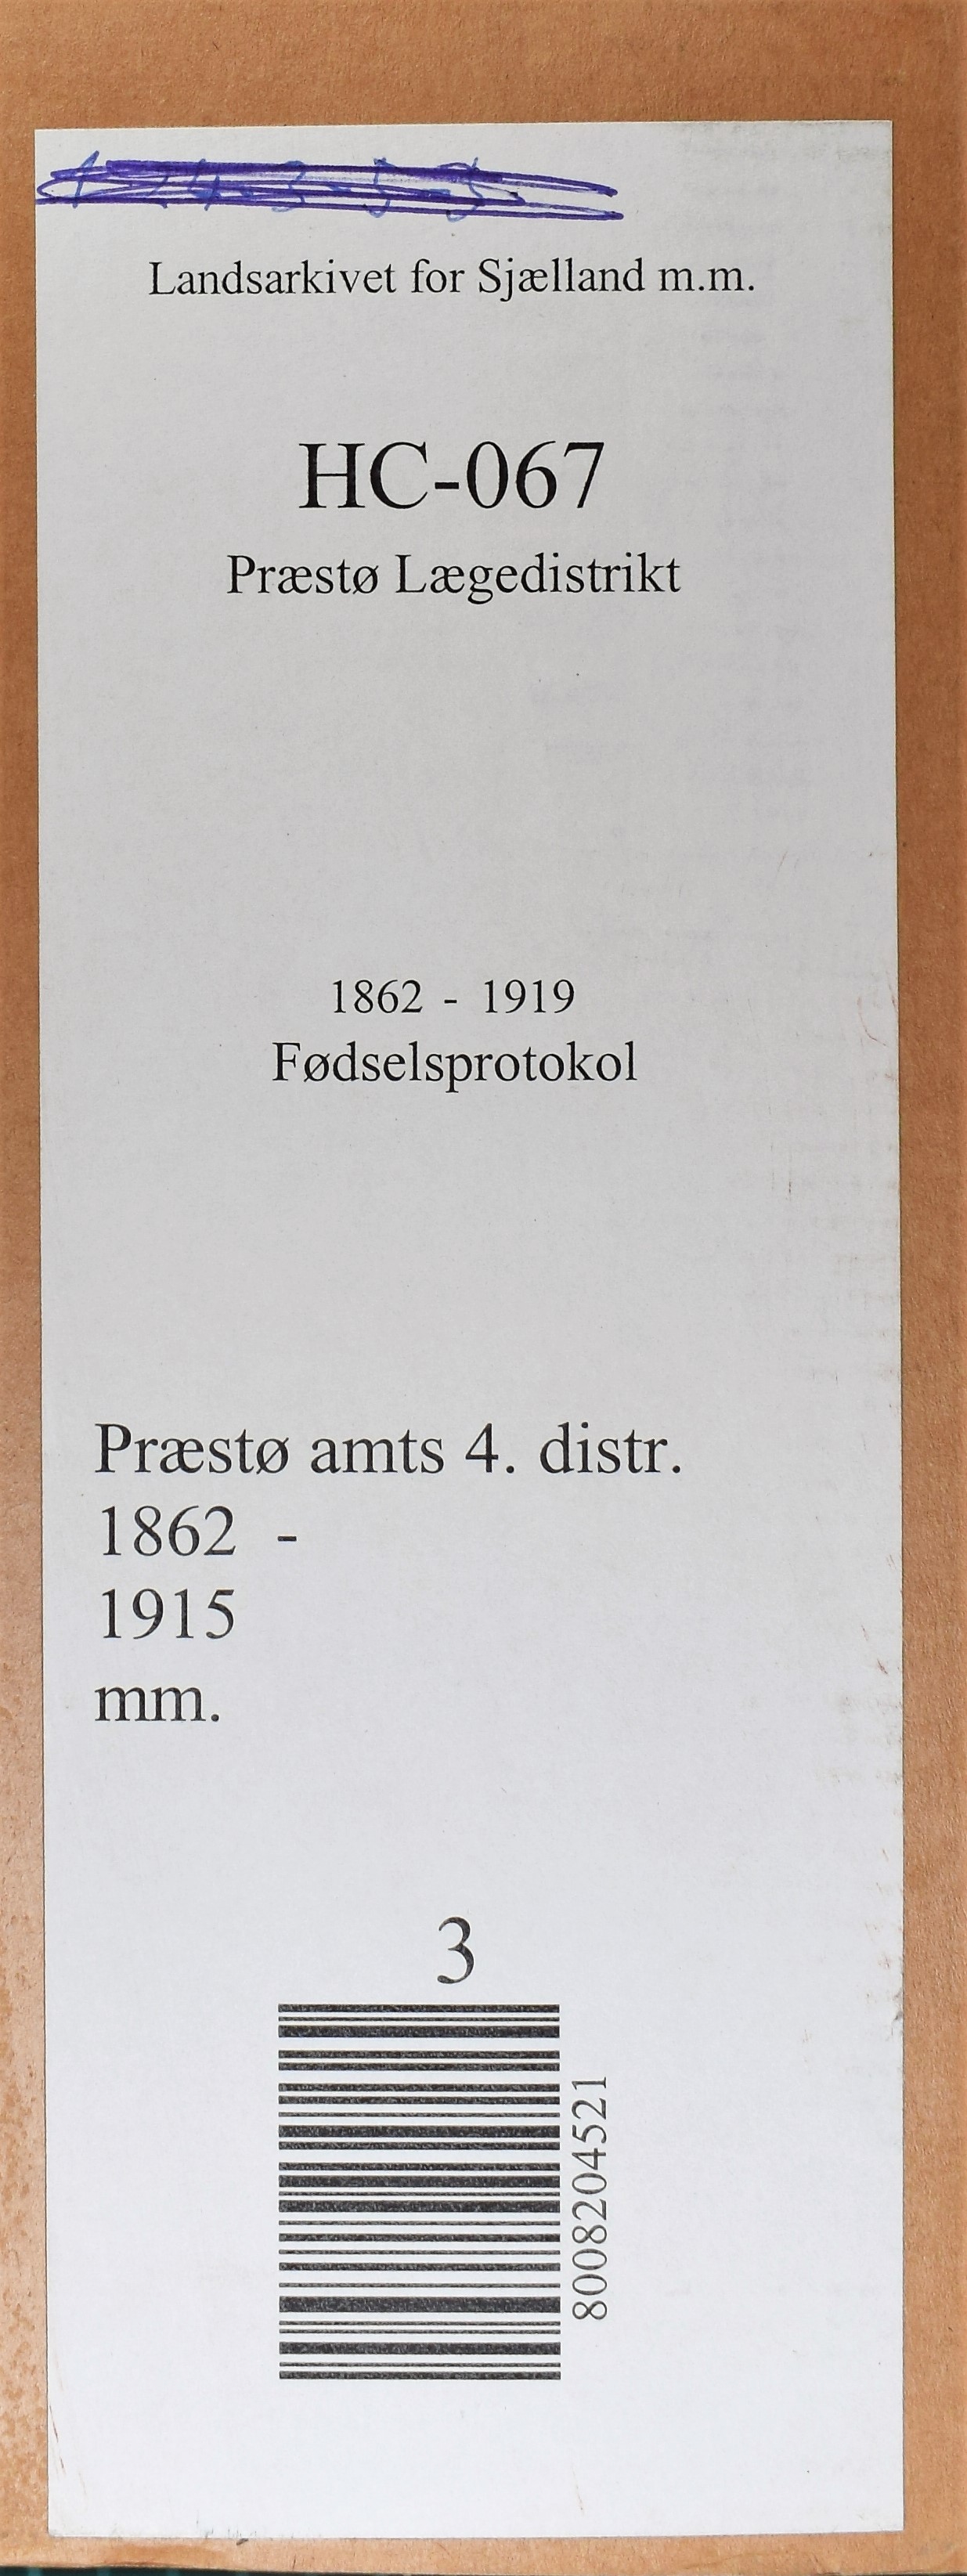 Landsarkivet for Sjælland m.m.
HC-067
Præstø Lægedistrikt
1862 - 1919
Fødselsprotokol
Præstø amts 4. distr.
1862 -
1915
mm.
3
8008204521